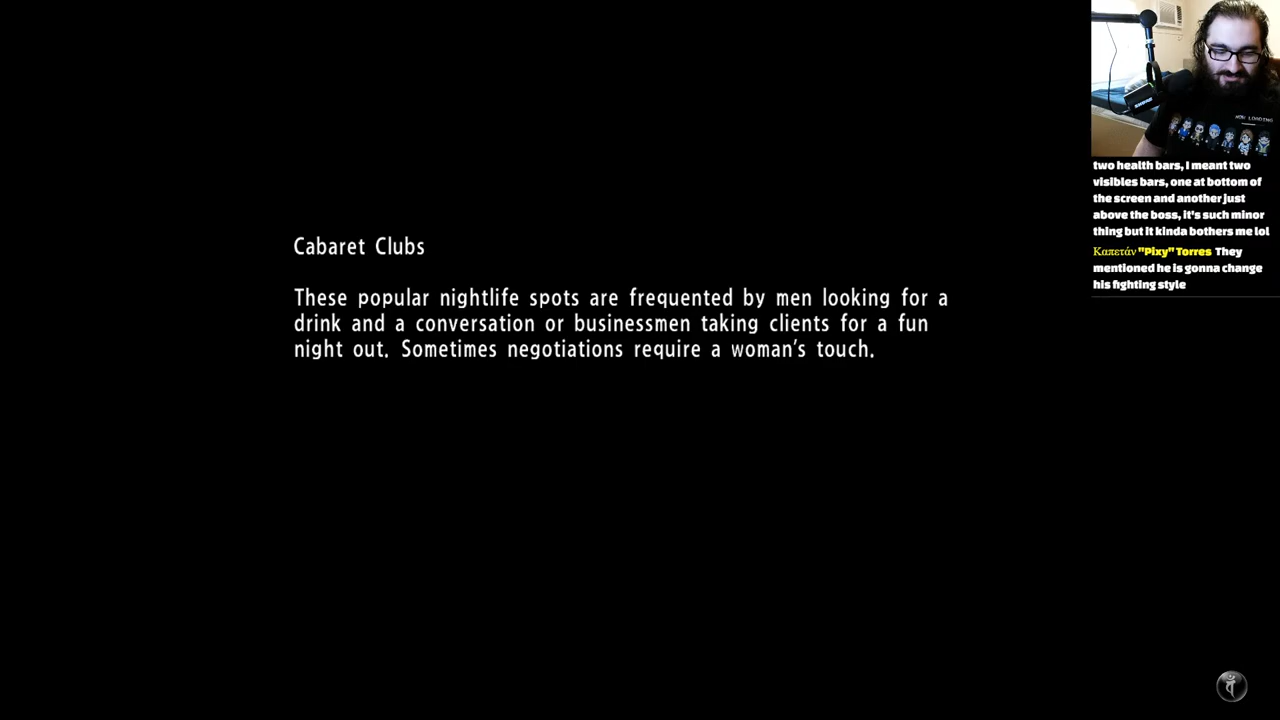 Cabaret Clubs
These popular nightlife spots are frequented by men looking for a
drink and a conversation or businessmen taking clients for a fun
night out. Sometimes negotiations require a woman's touch.
NOW LOADING
SHURE
two health bars, I meant two
visibles bars, one at bottom of
the screen and another just
above the boss, it's such minor
thing but it kinda bothers me lol
Καπετάν "Pixy" Torres They
mentioned he is gonna change
his fighting style